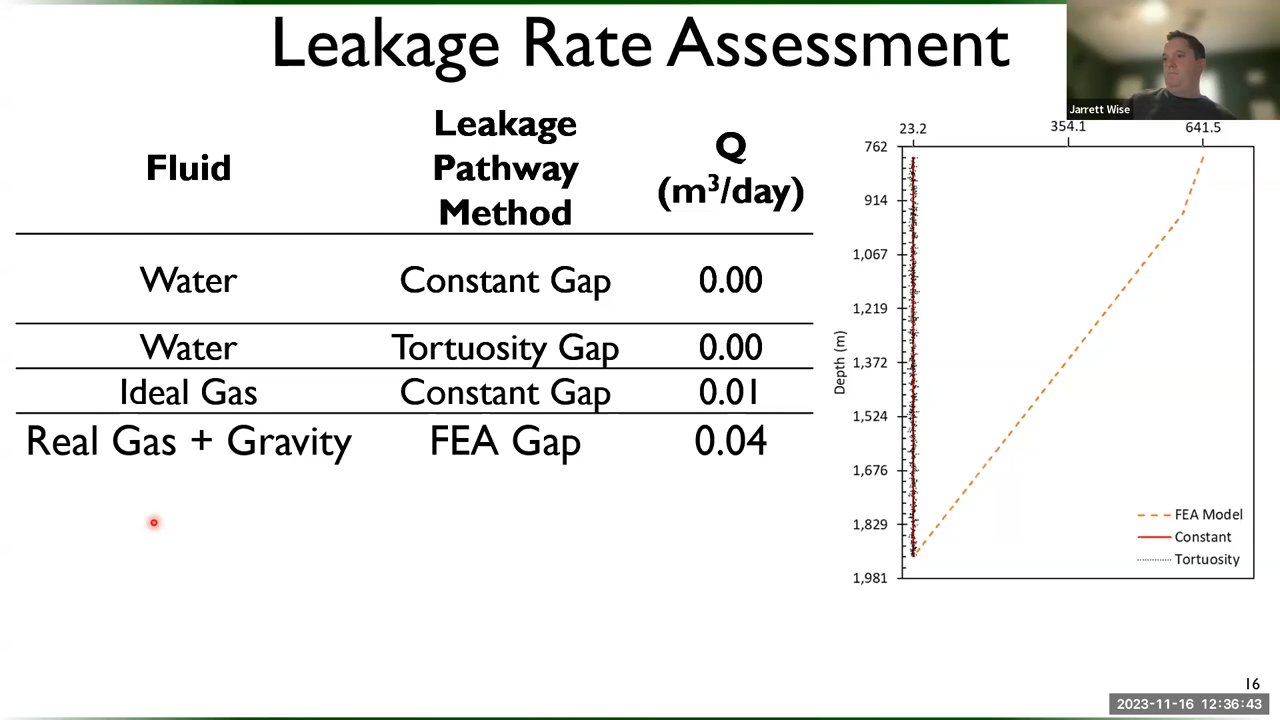 Leakage Rate Assessment
Jarrett Wise
Fluid
Leakage
Pathway
Method
Q
(m³/day)
Water Constant Gap 0.00
Water Tortuosity Gap 0.00
Ideal Gas Constant Gap 0.01
Real Gas + Gravity FEA Gap 0.04
23.2 354.1 641.5
762
914
1,067
1,219
1,372
1,524
1,676
1,829
1,981
Depth (m)
FEA Model
Constant
Tortuosity
16
2023-11-16 12:36:43